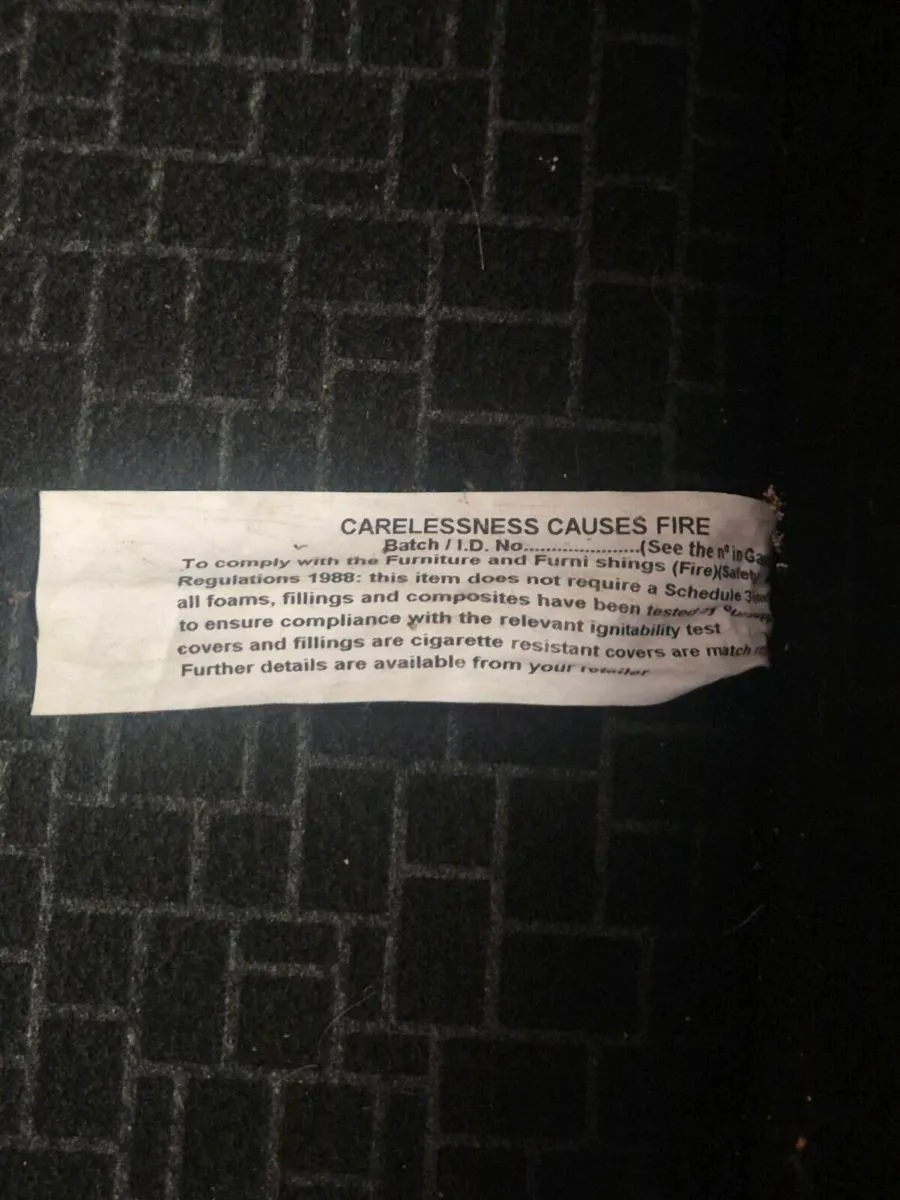 CARELESSNESS CAUSES FIRE
Batch / I.D. No......................(See the nº in Ga
To comply with the Furniture and Furni shings (Fire)(Safety
Regulations 1988: this item does not require a Schedule 3
all foams, fillings and composites have been tested
to ensure compliance with the relevant ignitability test
covers and fillings are cigarette resistant covers are match
Further details are available from your retailer